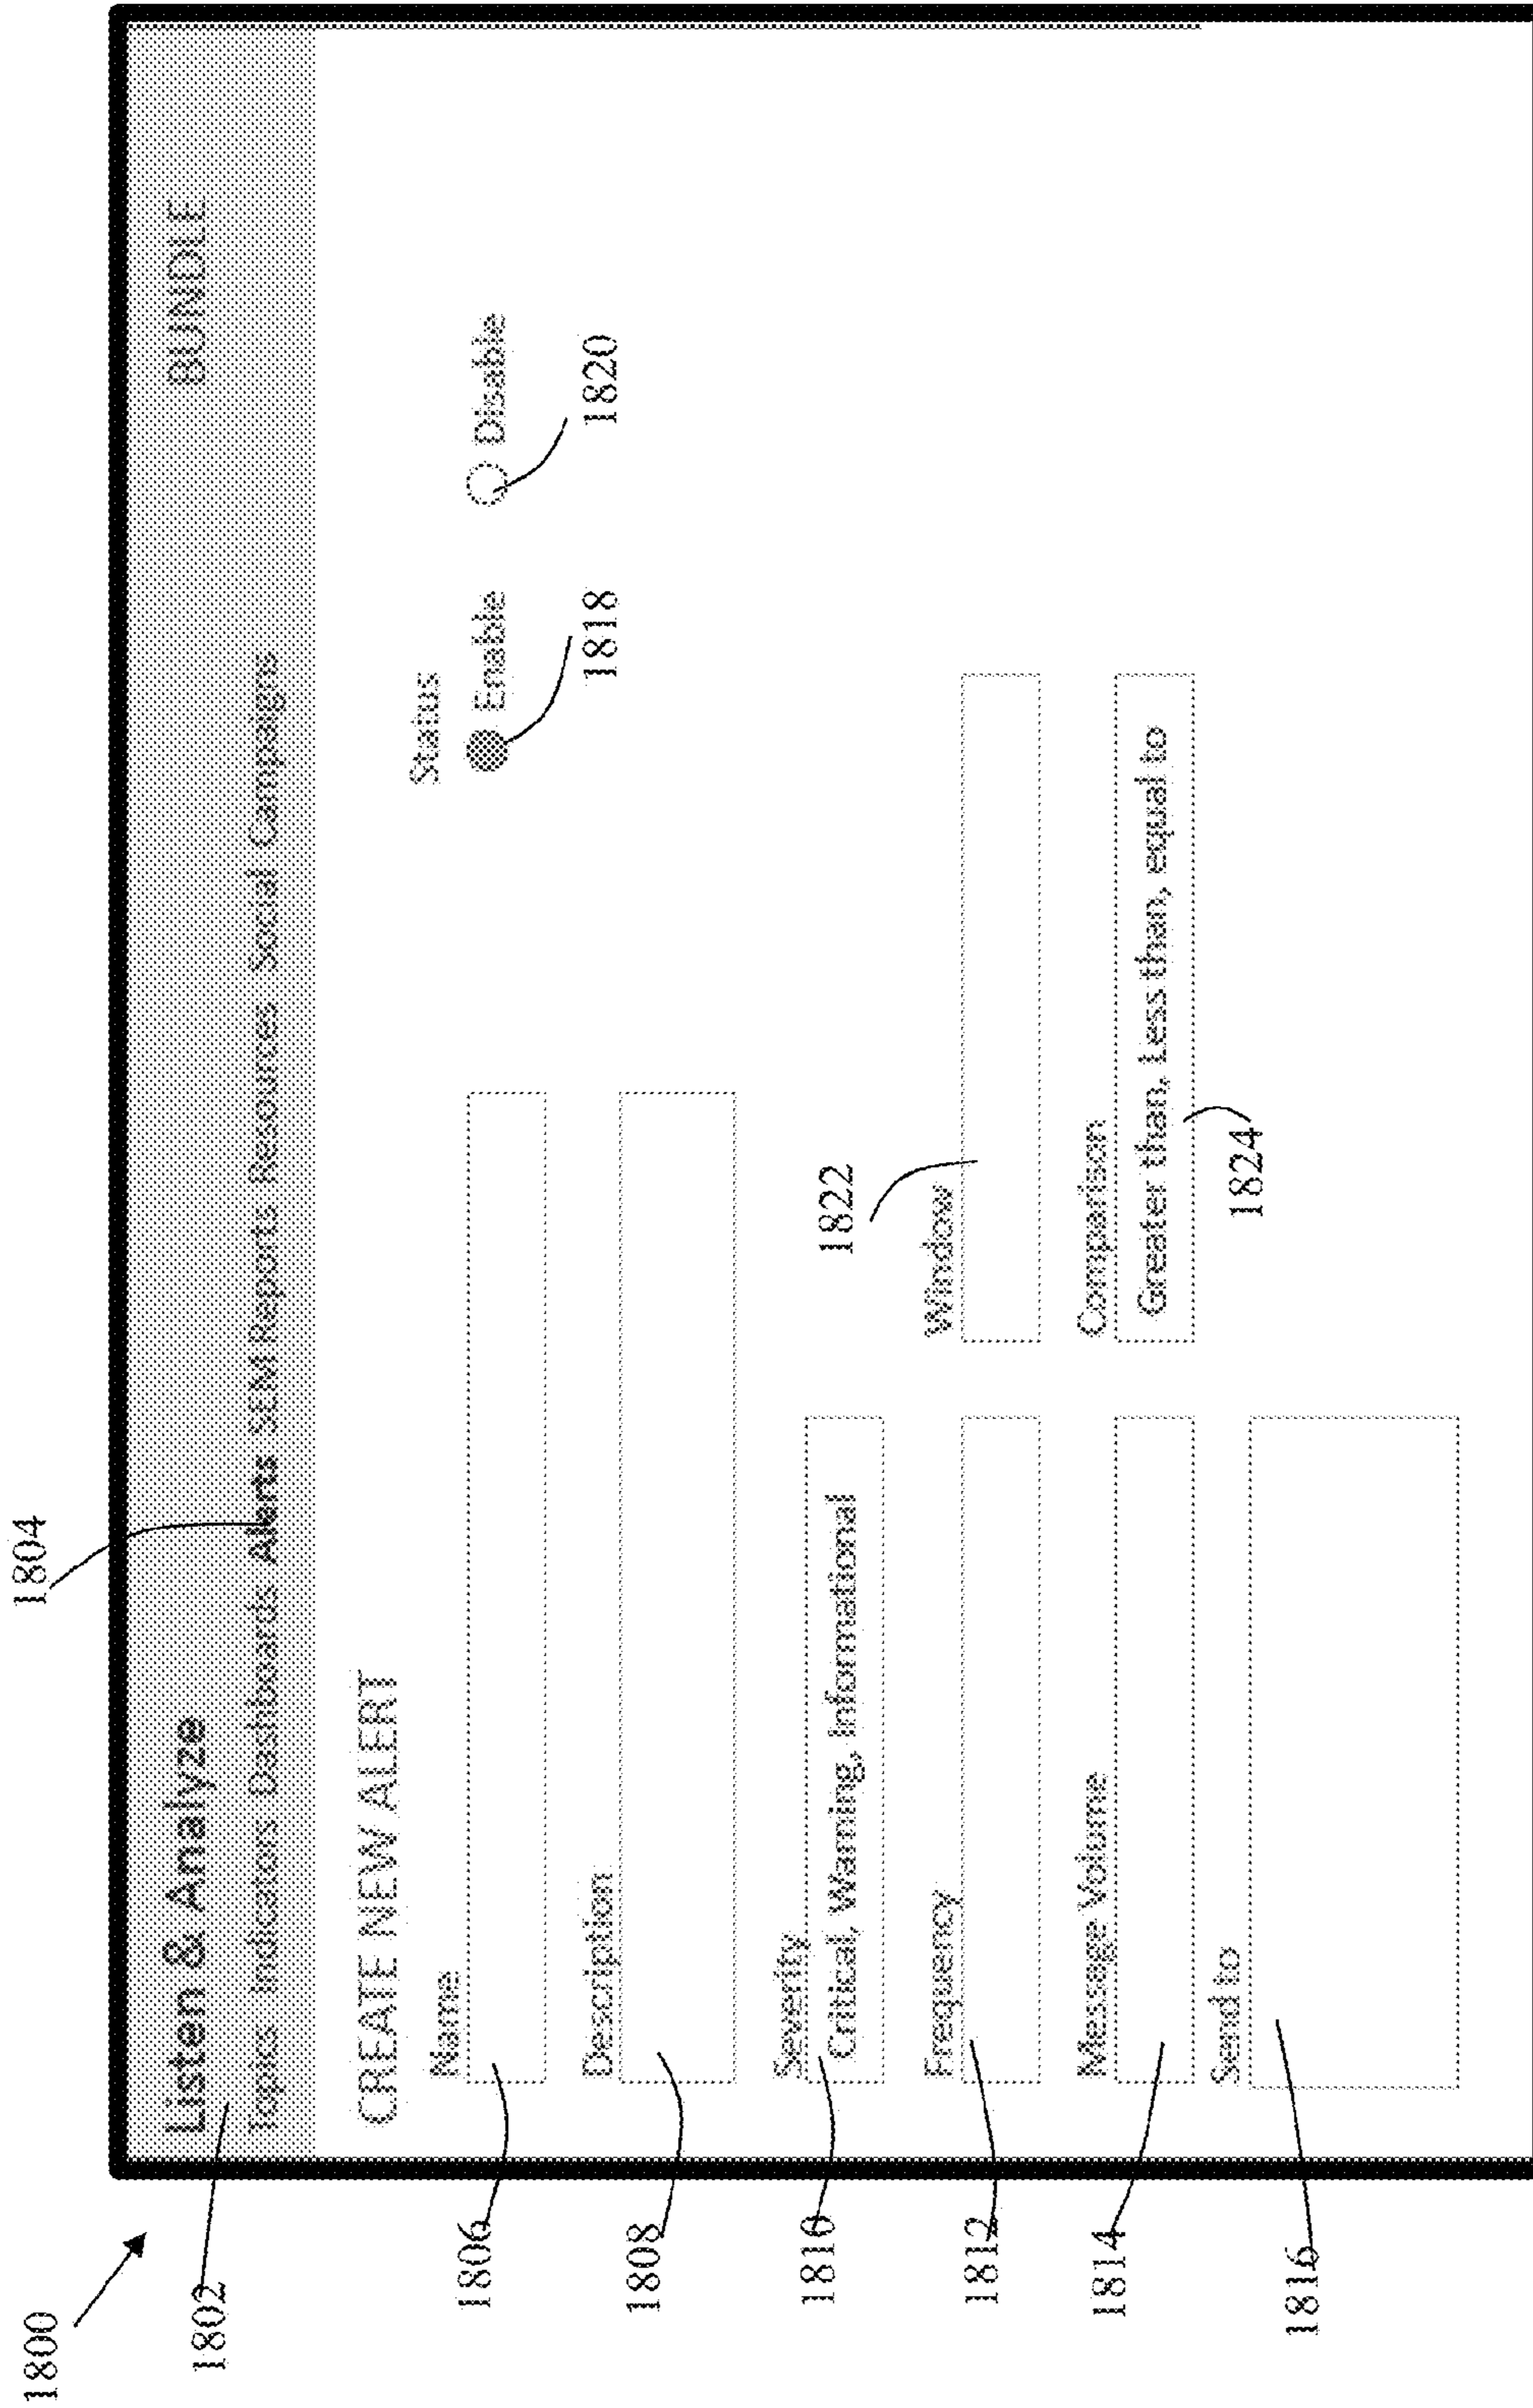 1800
1804
1802
Listen & Analyze BUNDLE
Topics Indicators Dashboards Alerts SEM Reports Resources Social Campaigns
CREATE NEW ALERT
Name Status
1806
Enable Disable
Description
1818 1820
1808
Severity
1822
1810
Critical, Warning, Informational
Frequency Window
1812
Message Volume Comparison
1814
Greater than, Less than, equal to
Send to
1824
1816